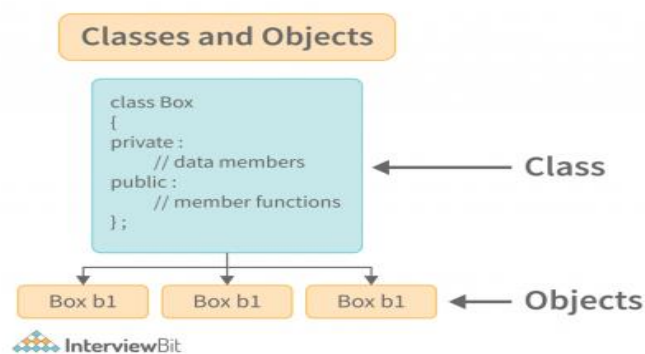 Classes and Objects
class Box
{
private :
// data members
public :
// member functions
} ;
Class
Box b1
Box b1
Box b1
Objects
InterviewBit